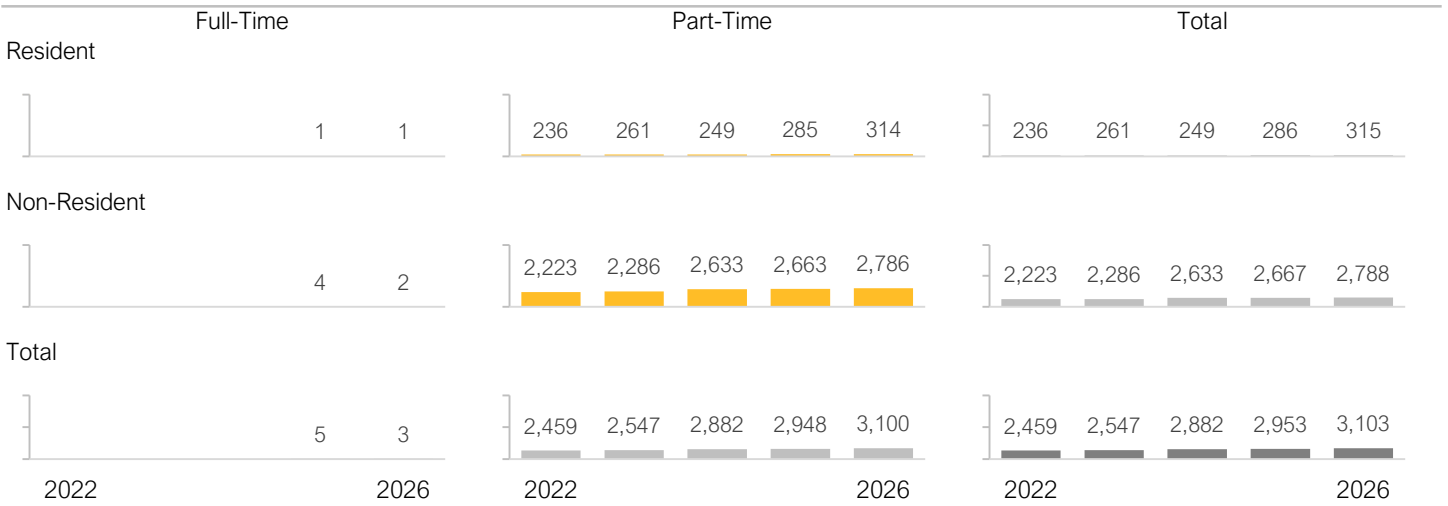 Full-Time Part-Time Total
Resident
1 1 236 261 249 285 314 236 261 249 286 315
Non-Resident
4 2 2,223 2,286 2,633 2,663 2,786 2,223 2,286 2,633 2,667 2,788
Total
5 3 2,459 2,547 2,882 2,948 3,100 2,459 2,547 2,882 2,953 3,103
2022 2026 2022 2026 2022 2026